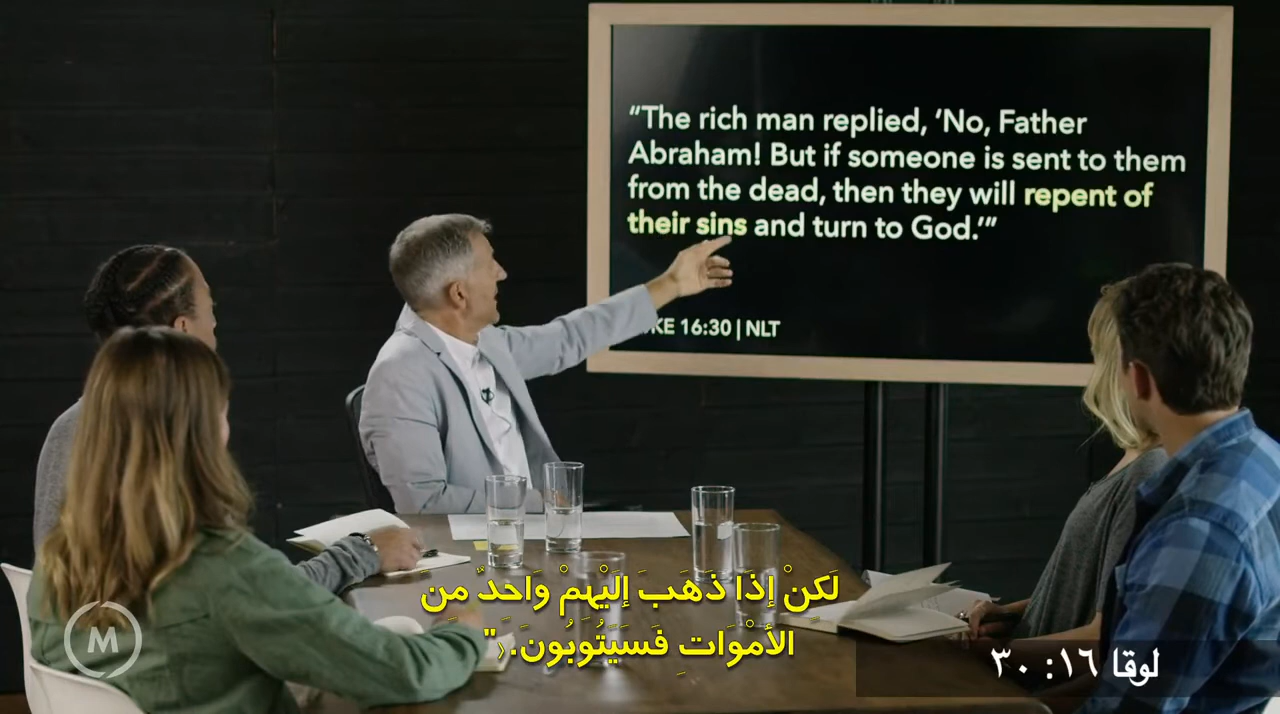 “The rich man replied, ‘No, Father
Abraham! But if someone is sent to them
from the dead, then they will repent of
their sins and turn to God.’”
KE 16:30 | NLT
لَكِنْ إذَا ذَهَبَ إلَيْهِمْ وَاحَدٌ مِنِ
الأمْوَاتِ فَسَيَتُوبُونَ.›"
لوقا ١٦: ٣٠
M